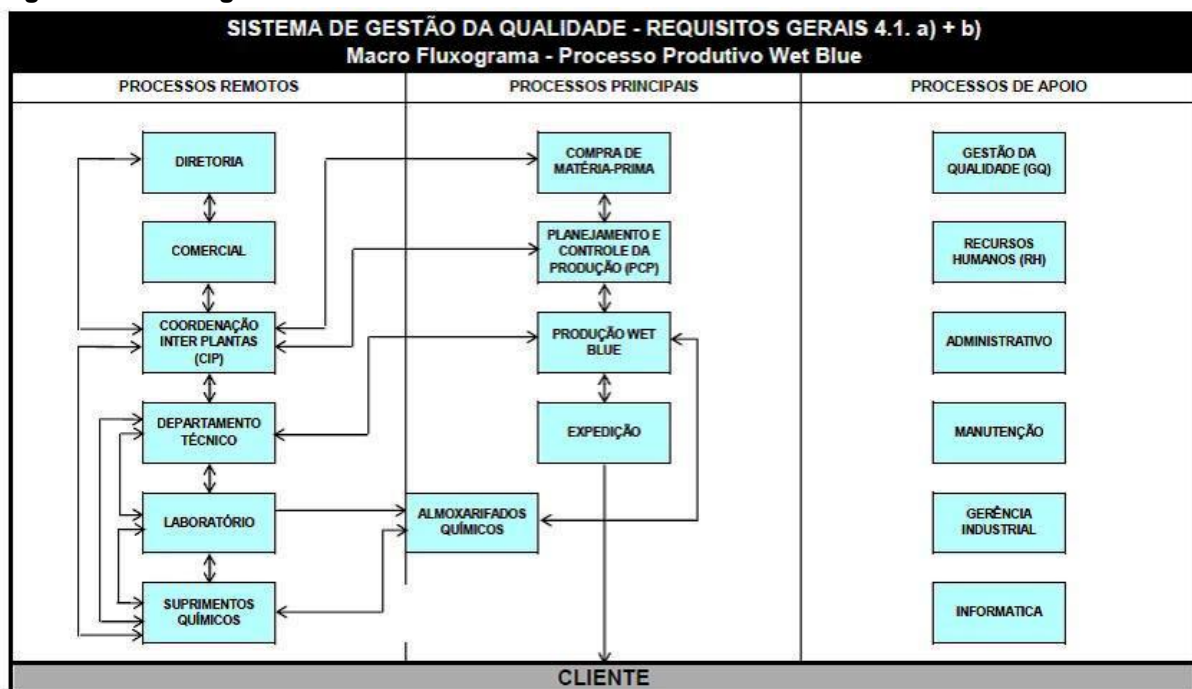 SISTEMA DE GESTÃO DA QUALIDADE - REQUISITOS GERAIS 4.1. a) + b)
Macro Fluxograma - Processo Produtivo Wet Blue
PROCESSOS REMOTOS
PROCESSOS PRINCIPAIS
PROCESSOS DE APOIO
DIRETORIA
COMERCIAL
COORDENAÇÃO
INTER PLANTAS
(CIP)
DEPARTAMENTO
TÉCNICO
LABORATÓRIO
SUPRIMENTOS
QUÍMICOS
COMPRA DE
MATÉRIA-PRIMA
PLANEJAMENTO E
CONTROLE DA
PRODUÇÃO (PCP)
PRODUÇÃO WET
BLUE
EXPEDIÇÃO
ALMOXARIFADOS
QUÍMICOS
GESTÃO DA
QUALIDADE (GQ)
RECURSOS
HUMANOS (RH)
ADMINISTRATIVO
MANUTENÇÃO
GERÊNCIA
INDUSTRIAL
INFORMATICA
CLIENTE